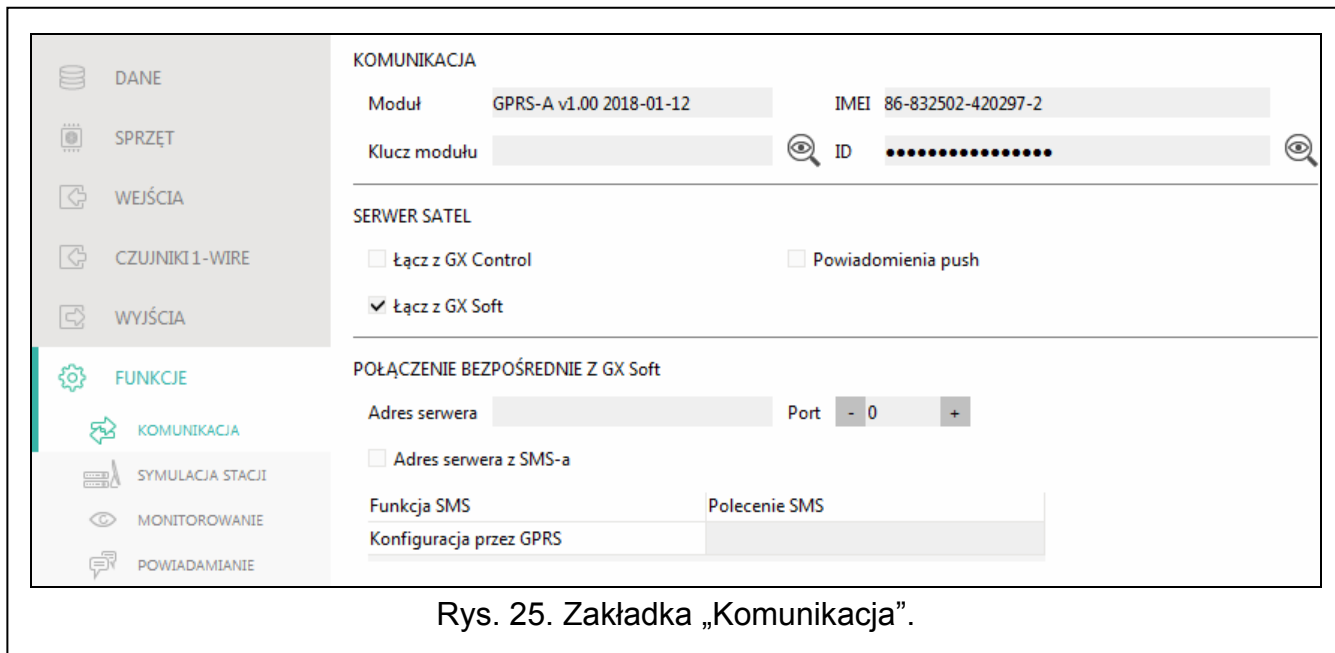 DANE
SPRZĘT
WEJŚCIA
CZUJNIKI 1-WIRE
WYJŚCIA
FUNKCJE
KOMUNIKACJA
SYMULACJA STACJI
MONITOROWANIE
POWIADAMIANIE
KOMUNIKACJA
Moduł GPRS-A v1.00 2018-01-12 IMEI 86-832502-420297-2
Klucz modułu ID ••••••••••••••••
SERWER SATEL
Łącz z GX Control Powiadomienia push
Łącz z GX Soft
POŁĄCZENIE BEZPOŚREDNIE Z GX Soft
Adres serwera Port - 0 +
Adres serwera z SMS-a
Funkcja SMS Polecenie SMS
Konfiguracja przez GPRS
Rys. 25. Zakładka „Komunikacja”.